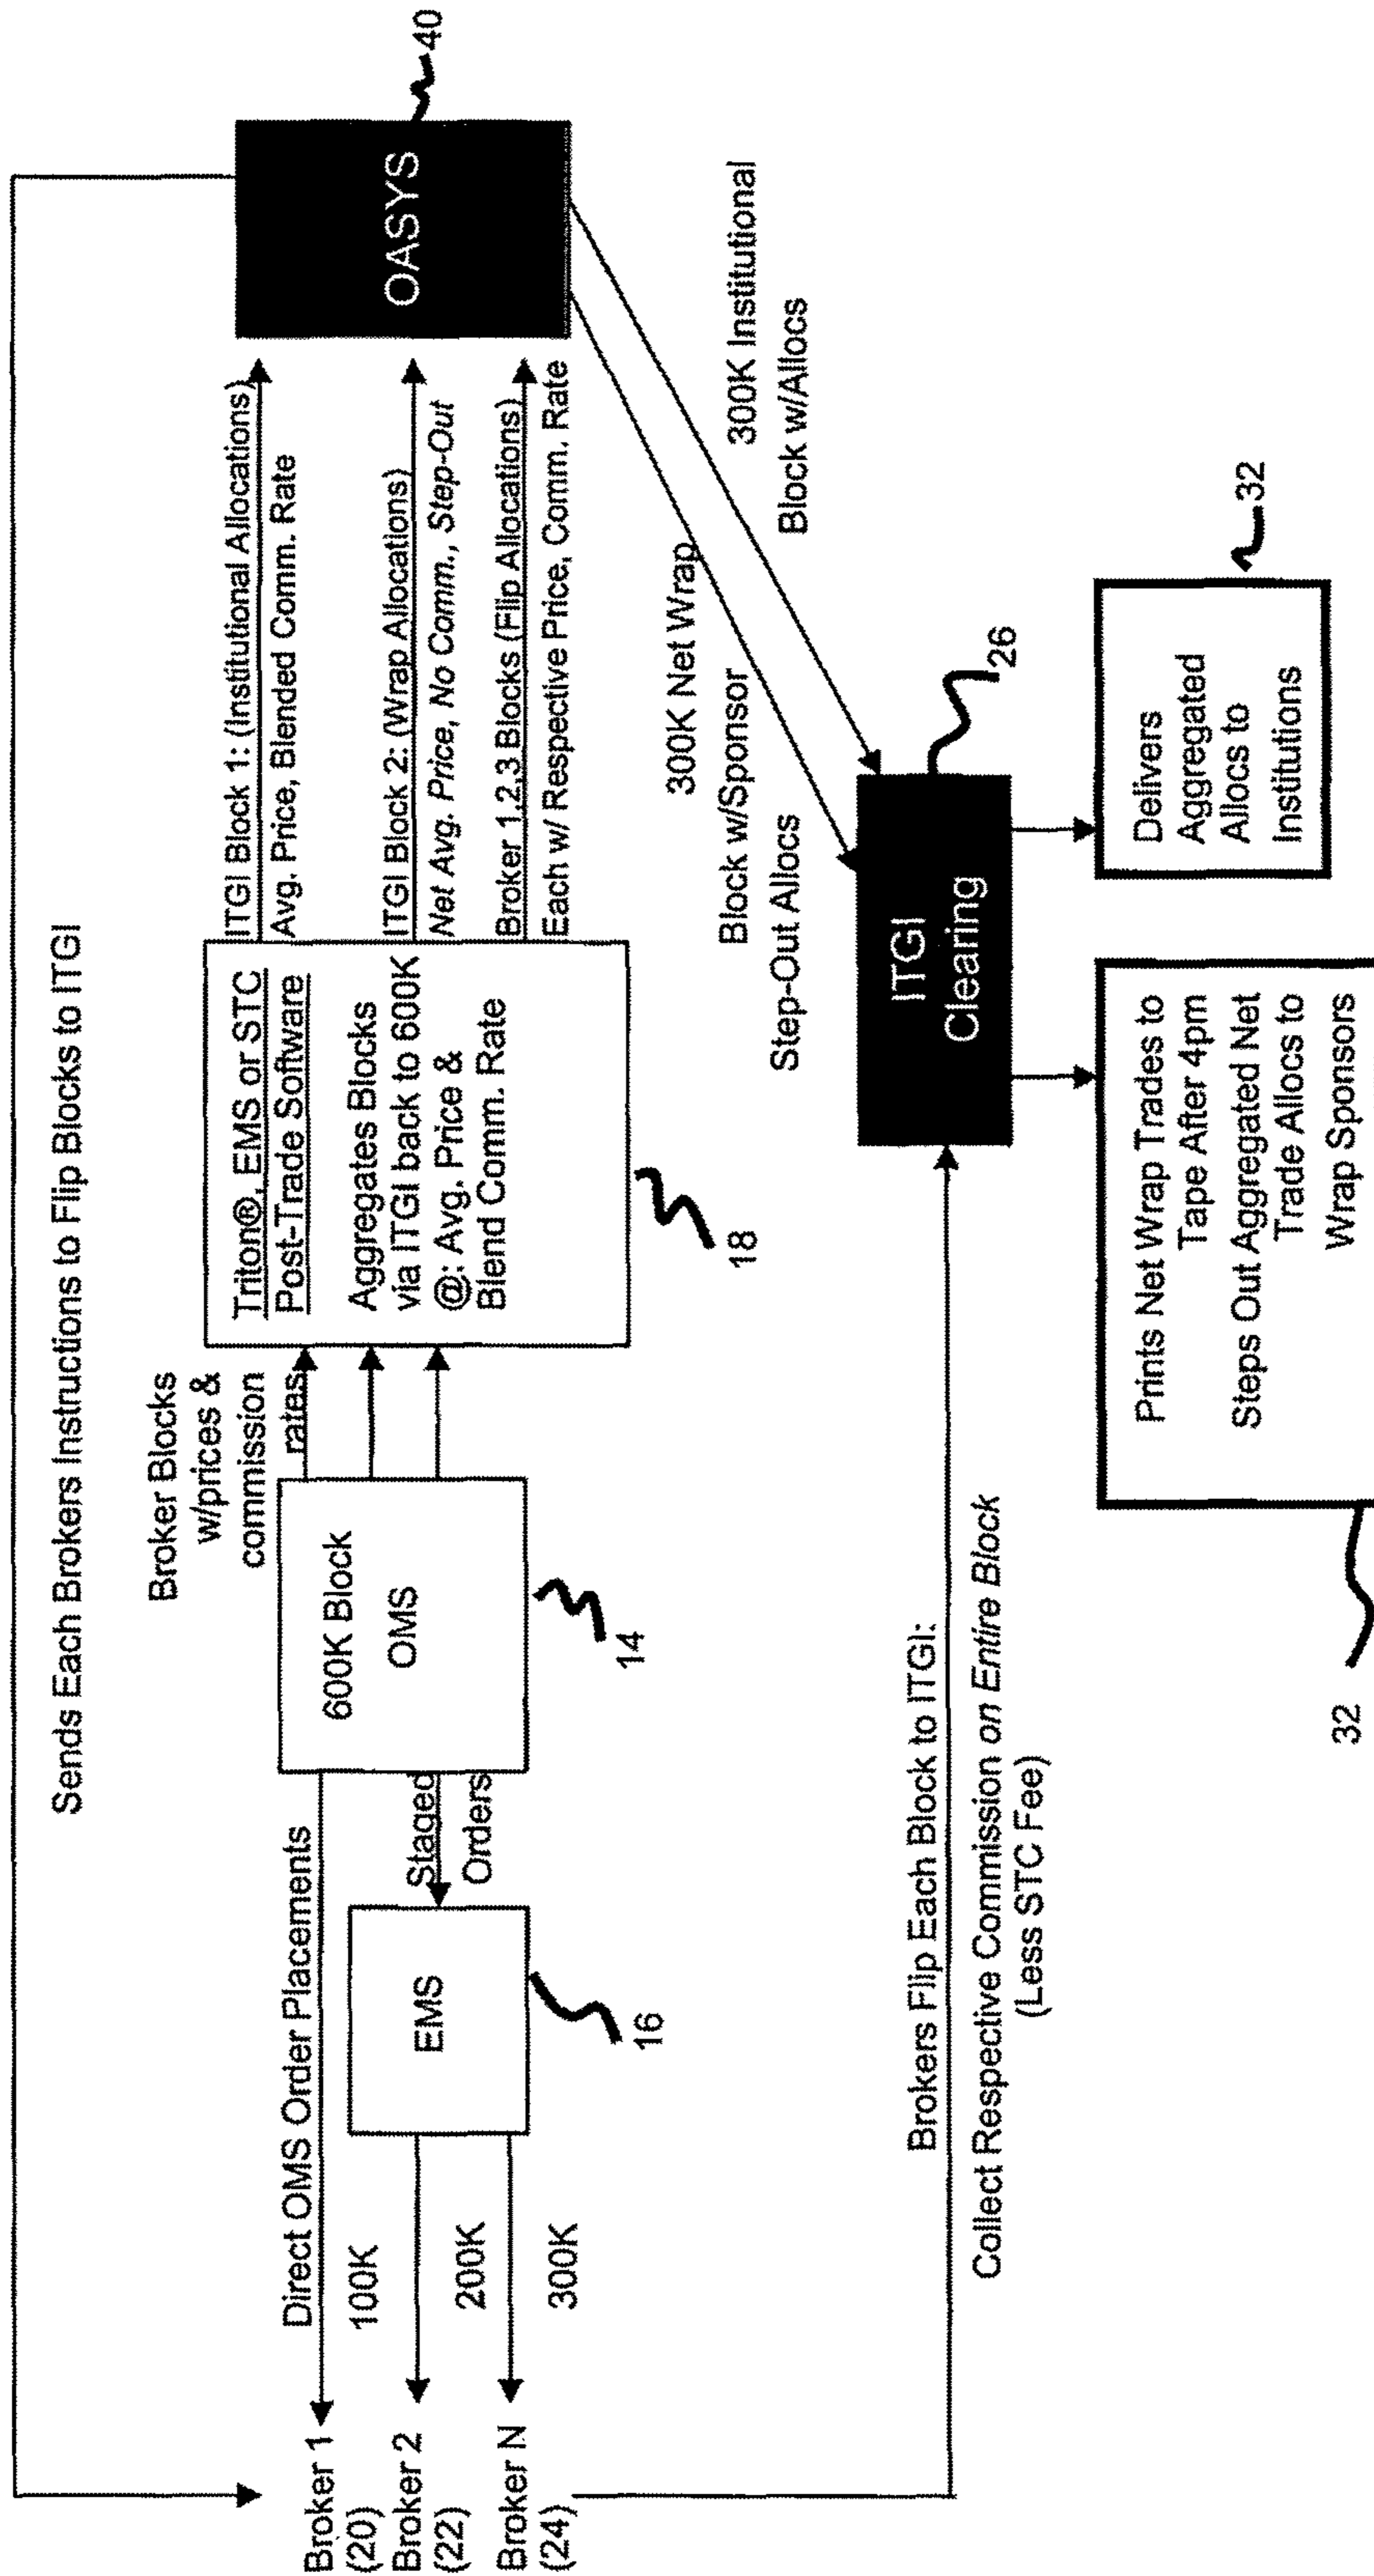 Sends Each Brokers Instructions to Flip Blocks to ITGI
Broker 1
(20)
Broker 2
(22)
Broker N
(24)
Direct OMS Order Placements
100K
200K
300K
EMS
16
Staged
Orders
600K Block
OMS
14
Broker Blocks
w/prices &
commission
rates
Triton®, EMS or STC
Post-Trade Software
Aggregates Blocks
via ITGI back to 600K
@: Avg. Price &
Blend Comm. Rate
18
ITGI Block 1: (Institutional Allocations)
Avg. Price, Blended Comm. Rate
ITGI Block 2: (Wrap Allocations)
Net Avg. Price, No Comm., Step-Out
Broker 1,2,3 Blocks (Flip Allocations)
Each w/ Respective Price, Comm. Rate
OASYS
40
300K Net Wrap
Block w/Sponsor
Step-Out Allocs
300K Institutional
Block w/Allocs
Brokers Flip Each Block to ITGI:
Collect Respective Commission on Entire Block
(Less STC Fee)
ITGI
Clearing
26
Prints Net Wrap Trades to
Tape After 4pm
Steps Out Aggregated Net
Trade Allocs to
Wrap Sponsors
32
Delivers
Aggregated
Allocs to
Institutions
32